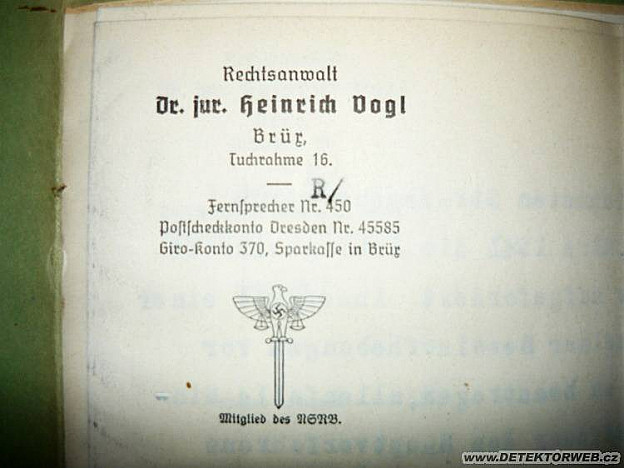 Rechtsanwalt
Dr. jur. Heinrich Vogl
Brüx,
Tuchrahme 16.
R/
Fernsprecher Nr. 450
Postscheckkonto Dresden Nr. 45585
Giro-Konto 370, Sparkasse in Brüx
Mitglied des NSRB.
www.DETEKTORWEB.cz